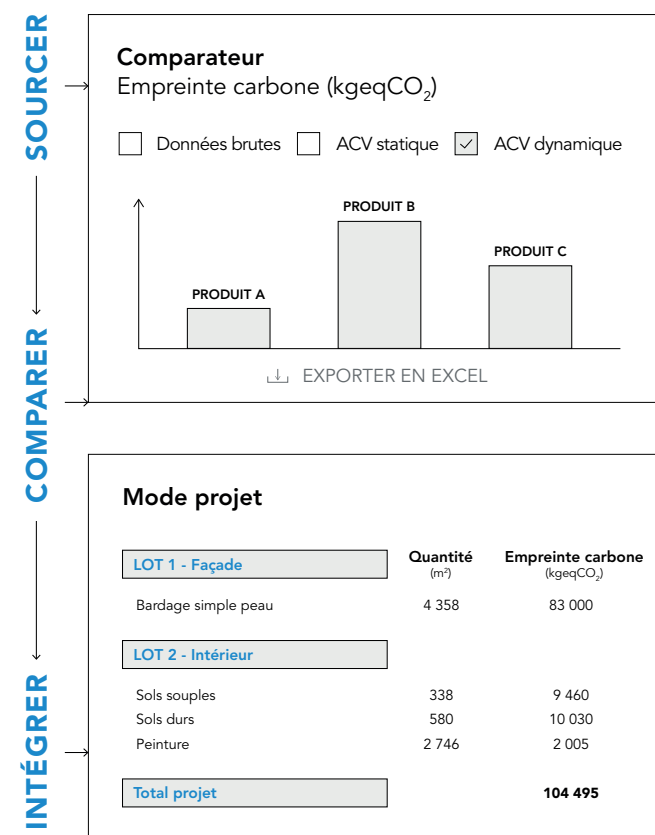 SOURCER
COMPARER
INTÉGRER
Comparateur
Empreinte carbone (kgeqCO₂)
Données brutes ACV statique ACV dynamique
PRODUIT A
PRODUIT B
PRODUIT C
EXPORTER EN EXCEL
Mode projet
LOT 1 - Façade Quantité (m²) Empreinte carbone (kgeqCO₂)
Bardage simple peau 4 358 83 000
LOT 2 - Intérieur
Sols souples 338 9 460
Sols durs 580 10 030
Peinture 2 746 2 005
Total projet 104 495